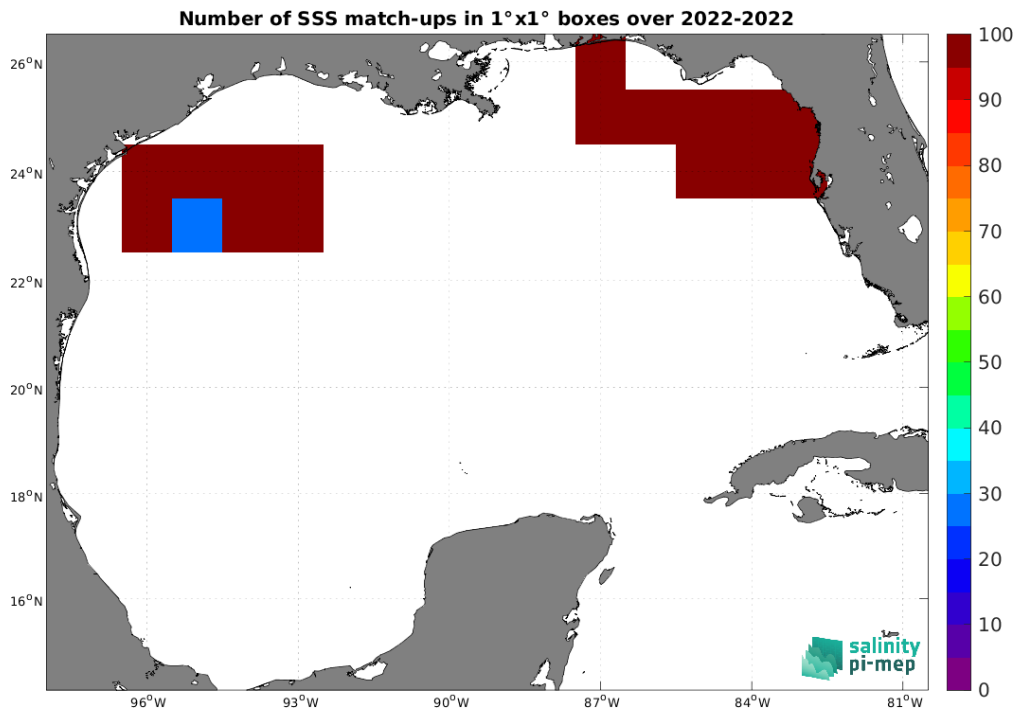 Number of SSS match-ups in 1°x1° boxes over 2022-2022
26°N
24°N
22°N
20°N
18°N
16°N
96°W
93°W
90°W
87°W
84°W
81°W
100
90
80
70
60
50
40
30
20
10
0
salinity
pi-mep